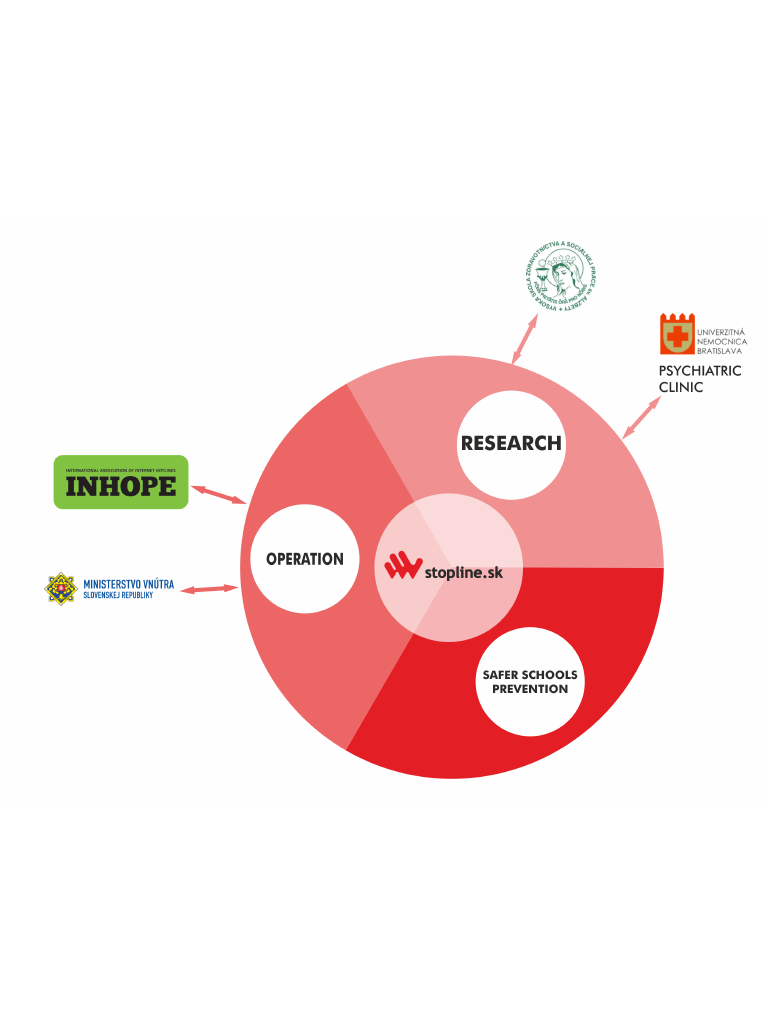 VYSOKÁ ŠKOLA ZDRAVOTNÍCTVA A SOCIÁLNEJ PRÁCE SV. ALŽBETY
UNIVERZITNÁ
NEMOCNICA
BRATISLAVA
PSYCHIATRIC
CLINIC
RESEARCH
INTERNATIONAL ASSOCIATION OF INTERNET HOTLINES
INHOPE
OPERATION
stopline.sk
MINISTERSTVO VNÚTRA
SLOVENSKEJ REPUBLIKY
SAFER SCHOOLS
PREVENTION